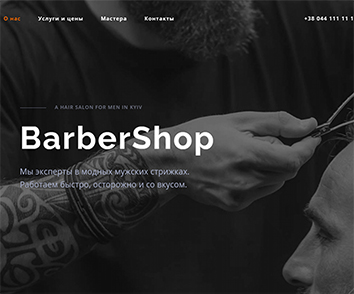 О нас Услуги и цены Мастера Контакты +38 044 111 11 1
A HAIR SALON FOR MEN IN KYIV
BarberShop
Мы эксперты в модных мужских стрижках.
Работаем быстро, осторожно и со вкусом.